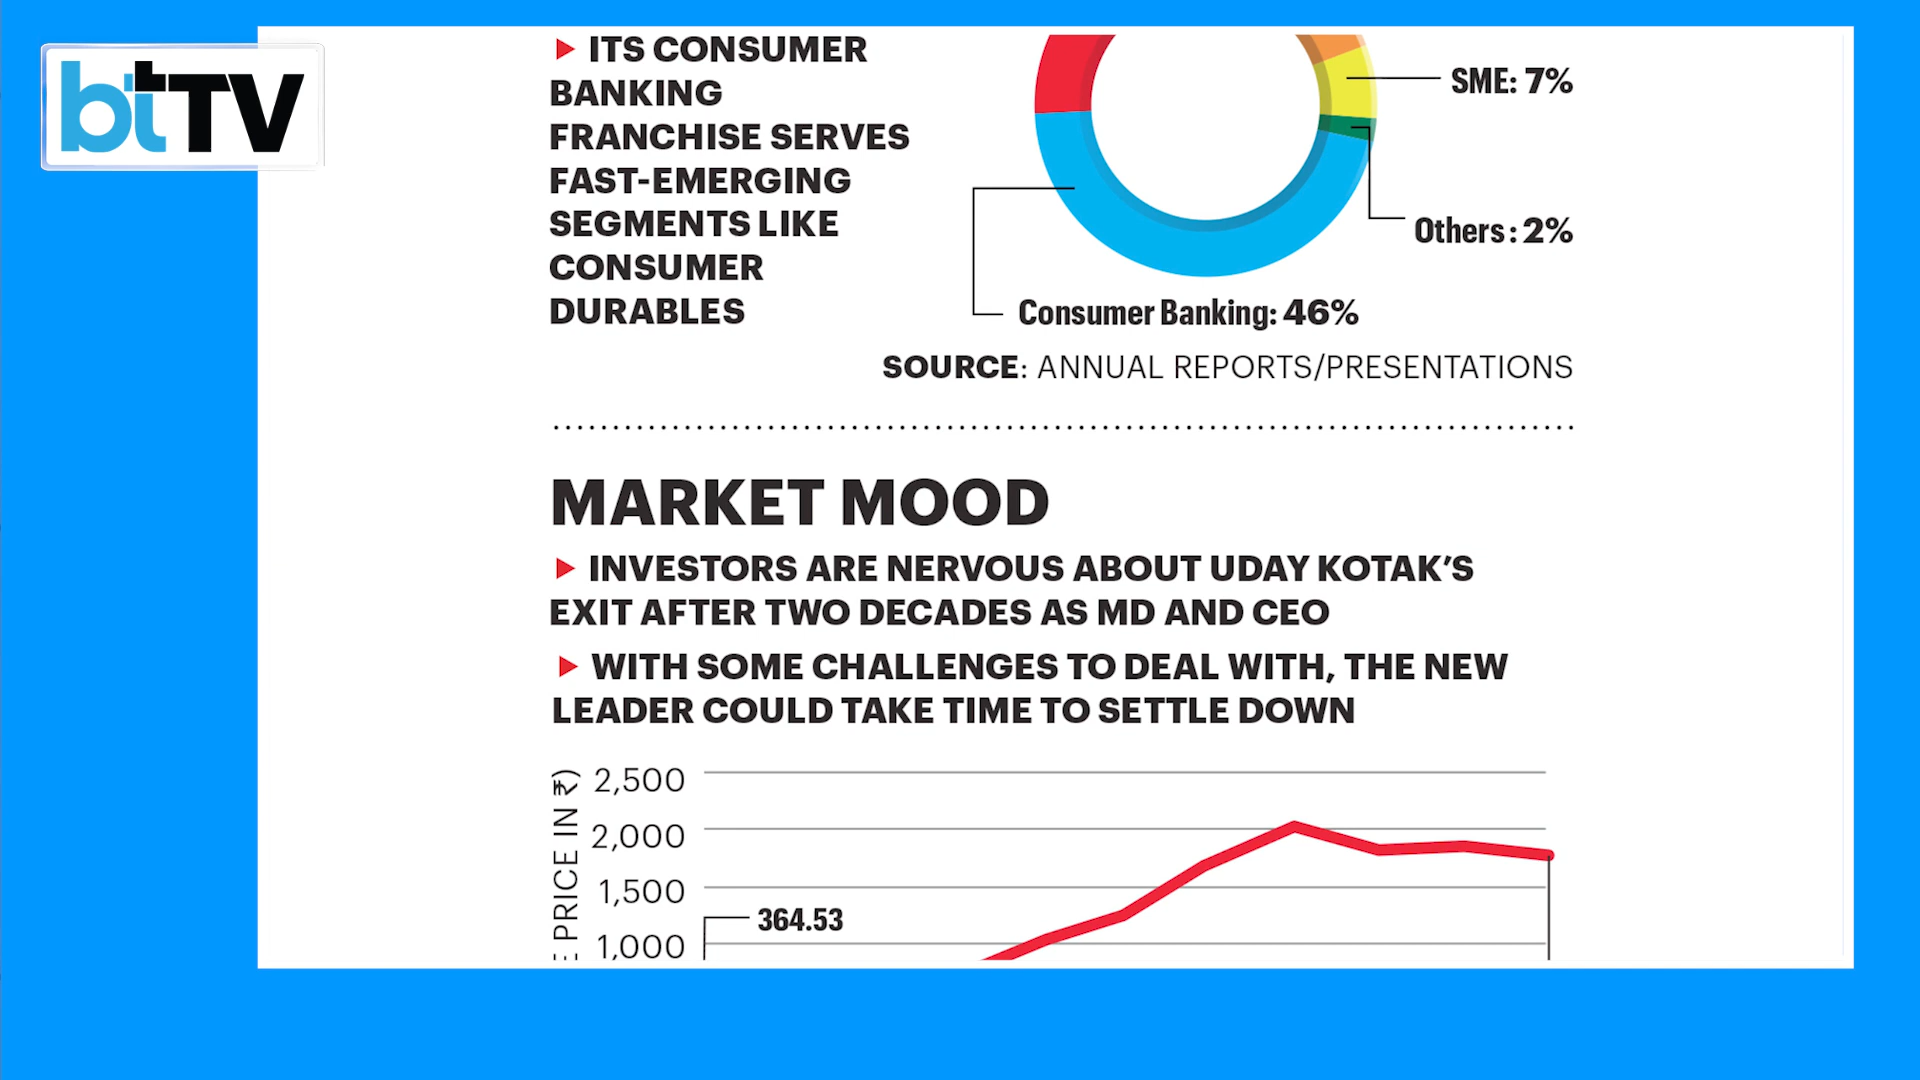 btTV
▶ ITS CONSUMER
BANKING
FRANCHISE SERVES
FAST-EMERGING
SEGMENTS LIKE
CONSUMER
DURABLES
SME: 7%
Others: 2%
Consumer Banking: 46%
SOURCE: ANNUAL REPORTS/PRESENTATIONS
MARKET MOOD
▶ INVESTORS ARE NERVOUS ABOUT UDAY KOTAK’S
EXIT AFTER TWO DECADES AS MD AND CEO
▶ WITH SOME CHALLENGES TO DEAL WITH, THE NEW
LEADER COULD TAKE TIME TO SETTLE DOWN
PRICE IN ₹)
2,500
2,000
1,500
1,000
364.53